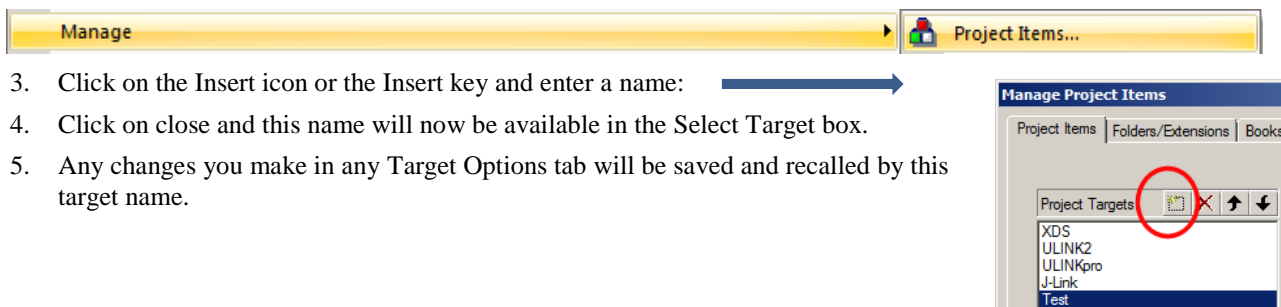 Manage
Project Items...
3. Click on the Insert icon or the Insert key and enter a name:
4. Click on close and this name will now be available in the Select Target box.
5. Any changes you make in any Target Options tab will be saved and recalled by this
target name.
Manage Project Items
Project Items Folders/Extensions Books
Project Targets:
XDS
ULINK2
ULINKpro
J-Link
Test